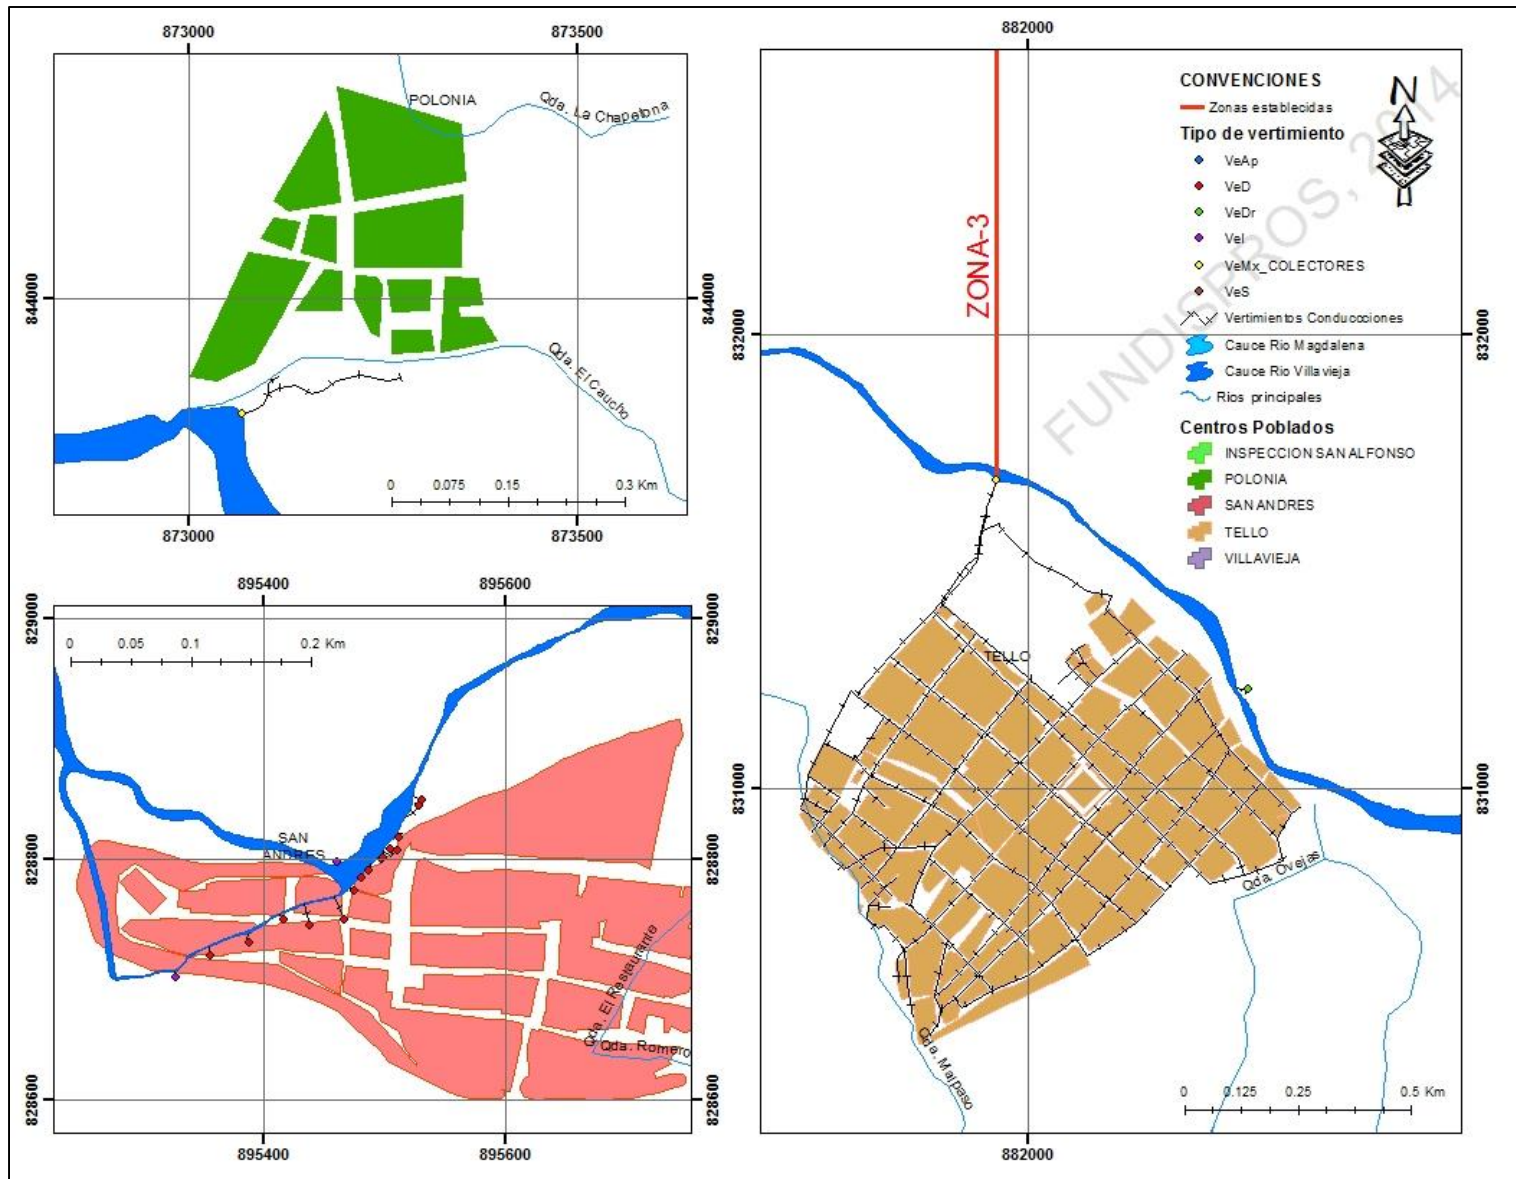 873000
873500
POLONIA
Qda. La Chapetona
844000
844000
Qda. El Caucho
0 0.075 0.15 0.3 Km
873000
873500
895400
895600
829000
829000
0 0.05 0.1 0.2 Km
SAN
ANDRES
828800
828800
Qda. El Restaurante
Qda. Romero
828600
828600
895400
895600
882000
CONVENCIONES
Zonas establecidas
Tipo de vertimiento
VeAp
VeD
VeDr
VeI
VeMx_COLECTORES
VeS
Vertimientos Conduccciones
Cauce Rio Magdalena
Cauce Rio Villavieja
Rios principales
Centros Poblados
INSPECCION SAN ALFONSO
POLONIA
SAN ANDRES
TELLO
VILLAVIEJA
N
FUNDISPROS, 2014
ZONA-3
832000
832000
TELLO
831000
831000
Qda. Ovejas
Qda. Malpaso
0 0.125 0.25 0.5 Km
882000